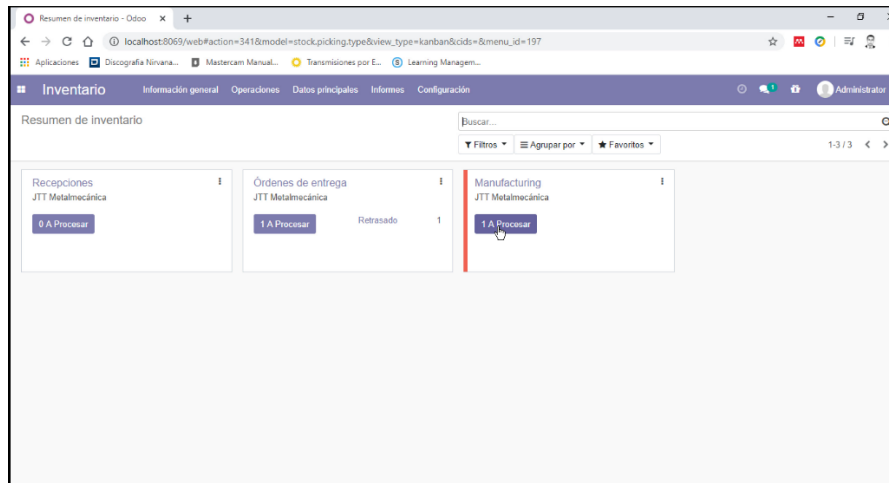 Resumen de inventario - Odoo
localhost:8069/web#action=341&model=stock.picking.type&view_type=kanban&cids=&menu_id=197
Aplicaciones Discografia Nirvana... Mastercam Manual... Transmisiones por E... Learning Managem...
Inventario Información general Operaciones Datos principales Informes Configuración 1 Administrator
Resumen de inventario Buscar...
Filtros Agrupar por Favoritos 1-3 / 3
Recepciones Órdenes de entrega Manufacturing
JTT Metalmecánica JTT Metalmecánica JTT Metalmecánica
0 A Procesar 1 A Procesar Retrasado 1 1 A Procesar